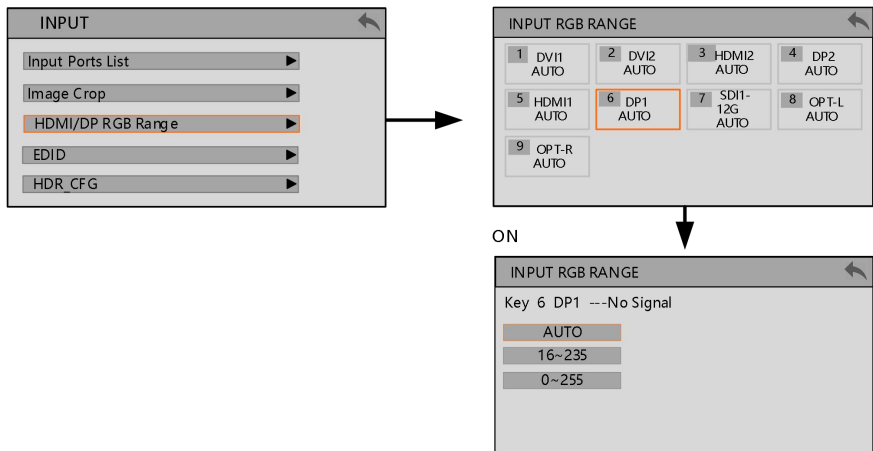 INPUT
Input Ports List
Image Crop
HDMI/DP RGB Range
EDID
HDR_CFG
INPUT RGB RANGE
1 DVI1
AUTO
2 DVI2
AUTO
3 HDMI2
AUTO
4 DP2
AUTO
5 HDMI1
AUTO
6 DP1
AUTO
7 SDI1-
12G
AUTO
8 OPT-L
AUTO
9 OPT-R
AUTO
ON
INPUT RGB RANGE
Key 6 DP1 ---No Signal
AUTO
16~235
0~255